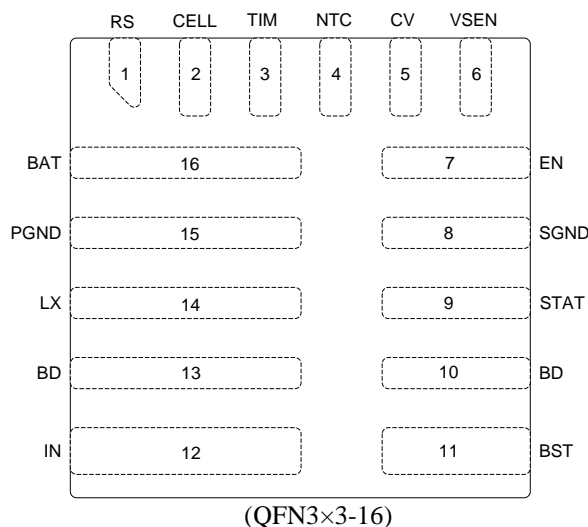 RS CELL TIM NTC CV VSEN
1 2 3 4 5 6
BAT 16 7 EN
PGND 15 8 SGND
LX 14 9 STAT
BD 13 10 BD
IN 12 11 BST
(QFN3×3-16)